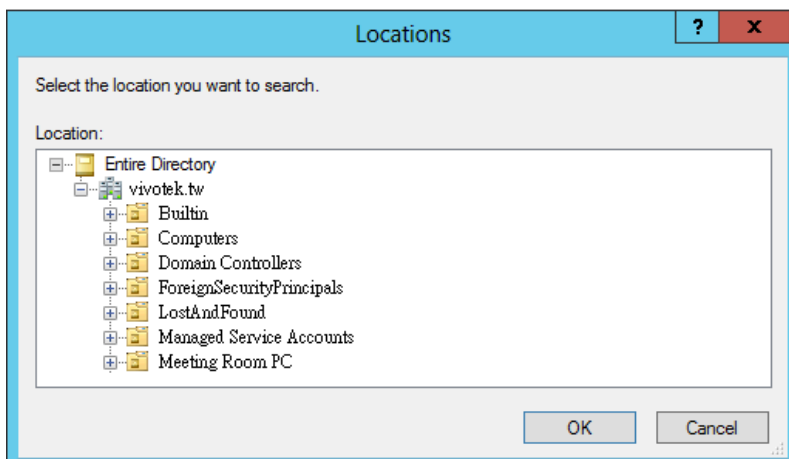 Locations
?
x
Select the location you want to search.
Location:
Entire Directory
vivotek.tw
Builtin
Computers
Domain Controllers
ForeignSecurityPrincipals
LostAndFound
Managed Service Accounts
Meeting Room PC
OK
Cancel